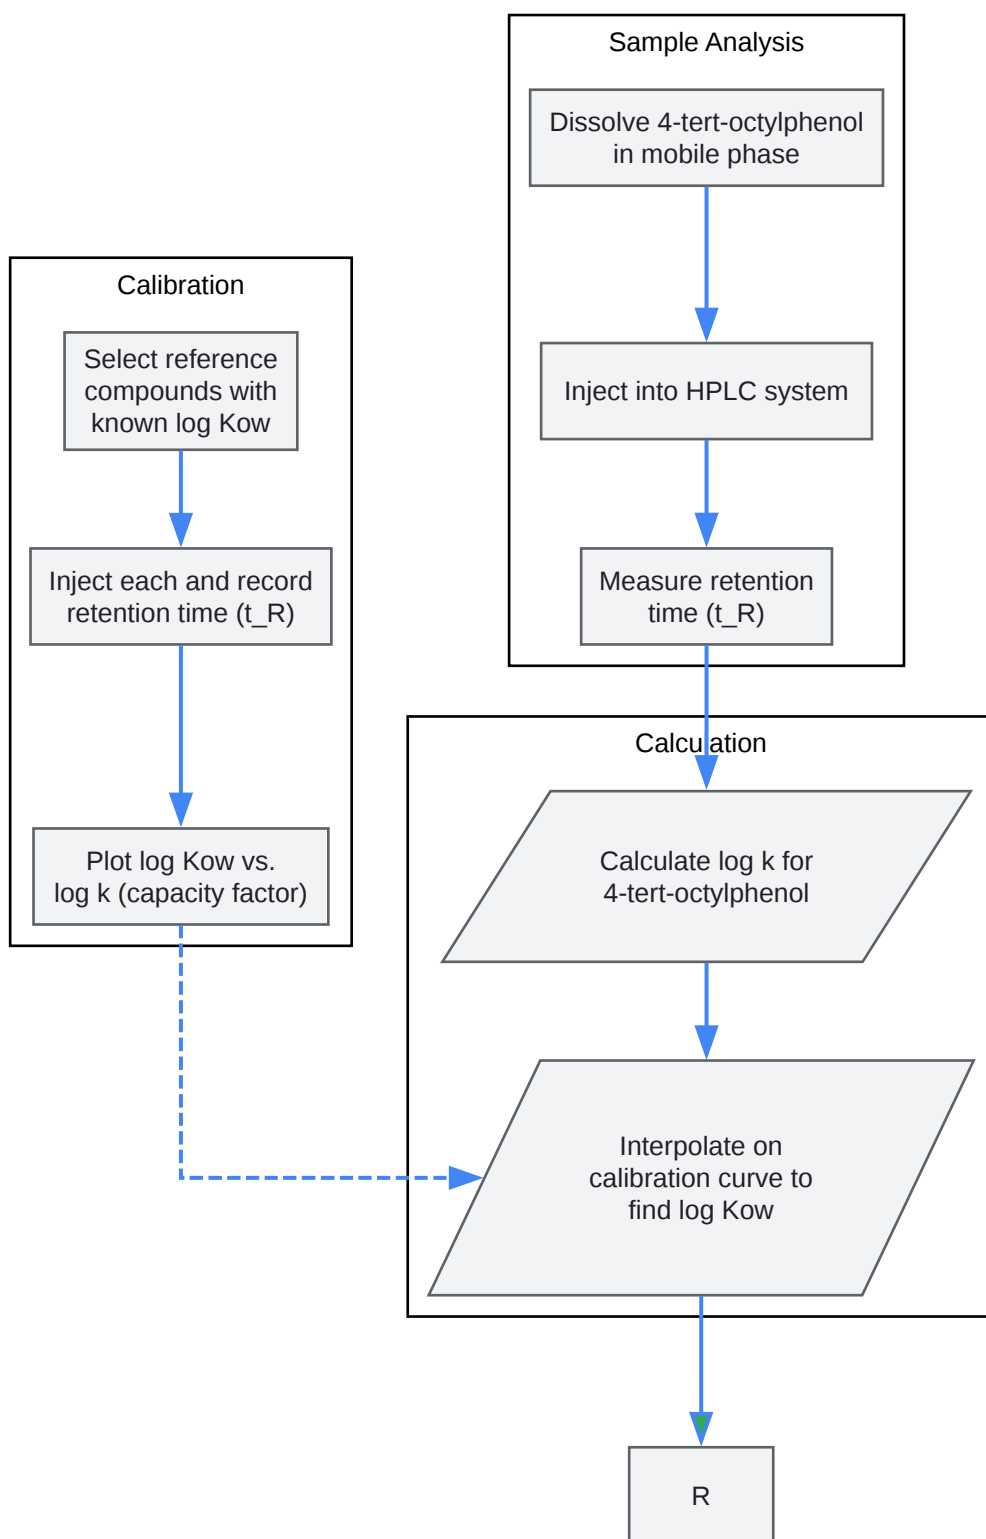 Sample Analysis
Dissolve 4-tert-octylphenol
in mobile phase
Inject into HPLC system
Measure retention
time (t_R)
Calibration
Select reference
compounds with
known log Kow
Inject each and record
retention time (t_R)
Plot log Kow vs.
log k (capacity factor)
Calculation
Calculate log k for
4-tert-octylphenol
Interpolate on
calibration curve to
find log Kow
R